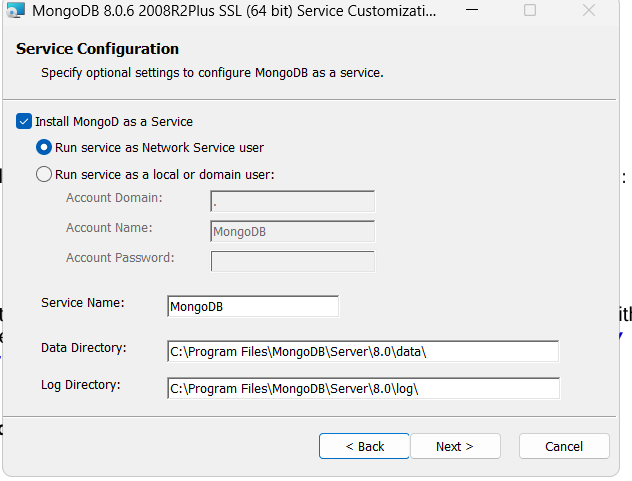 MongoDB 8.0.6 2008R2Plus SSL (64 bit) Service Customizati...
Service Configuration
Specify optional settings to configure MongoDB as a service.
Install MongoD as a Service
Run service as Network Service user
Run service as a local or domain user:
Account Domain:
.
Account Name:
MongoDB
Account Password:
Service Name:
MongoDB
Data Directory:
C:\Program Files\MongoDB\Server\8.0\data\
Log Directory:
C:\Program Files\MongoDB\Server\8.0\log\
< Back
Next >
Cancel